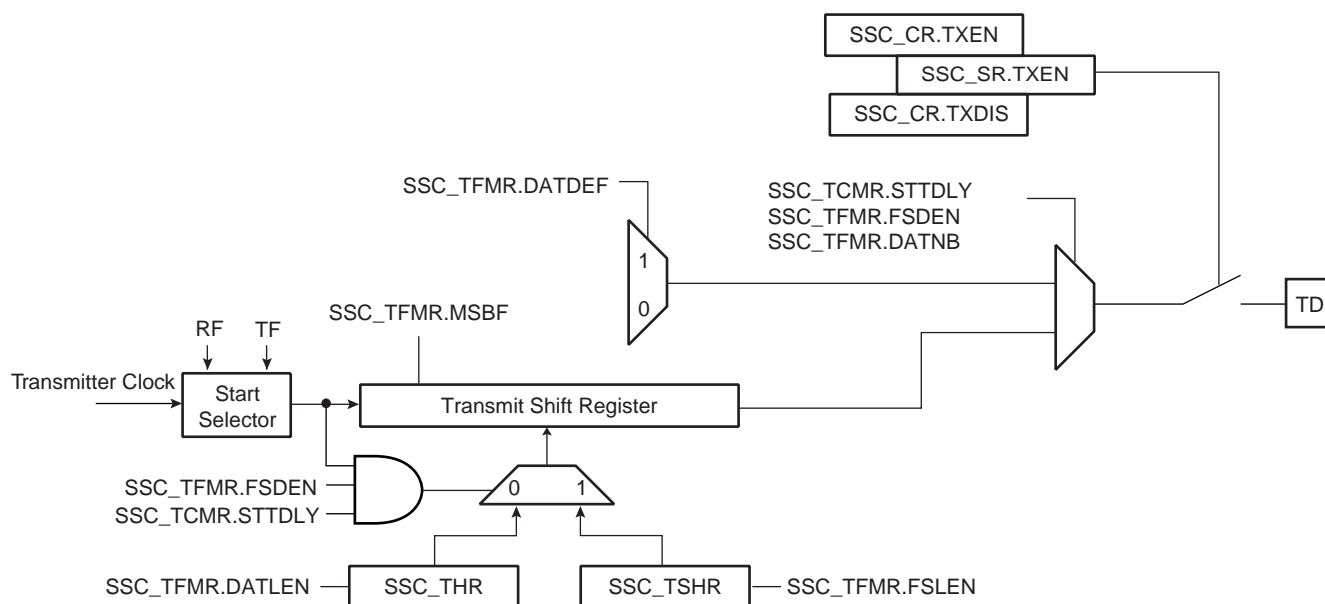 SSC_CR.TXEN
SSC_SR.TXEN
SSC_CR.TXDIS
SSC_TFMR.DATDEF
SSC_TCMR.STTDLY
SSC_TFMR.FSDEN
SSC_TFMR.DATNB
1
0
SSC_TFMR.MSBF
RF TF
TD
Transmitter Clock
Start
Selector
Transmit Shift Register
SSC_TFMR.FSDEN
SSC_TCMR.STTDLY
0 1
SSC_TFMR.DATLEN SSC_THR SSC_TSHR SSC_TFMR.FSLEN